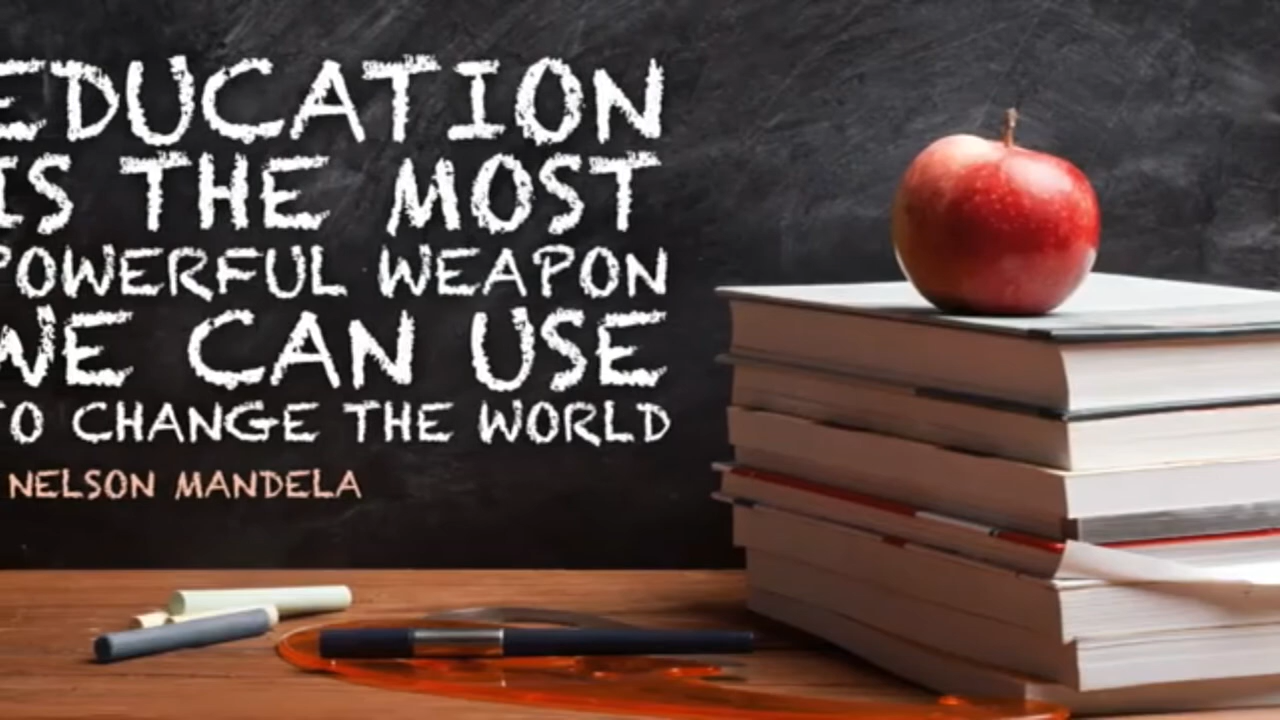 EDUCATION
IS THE MOST
POWERFUL WEAPON
WE CAN USE
TO CHANGE THE WORLD
NELSON MANDELA